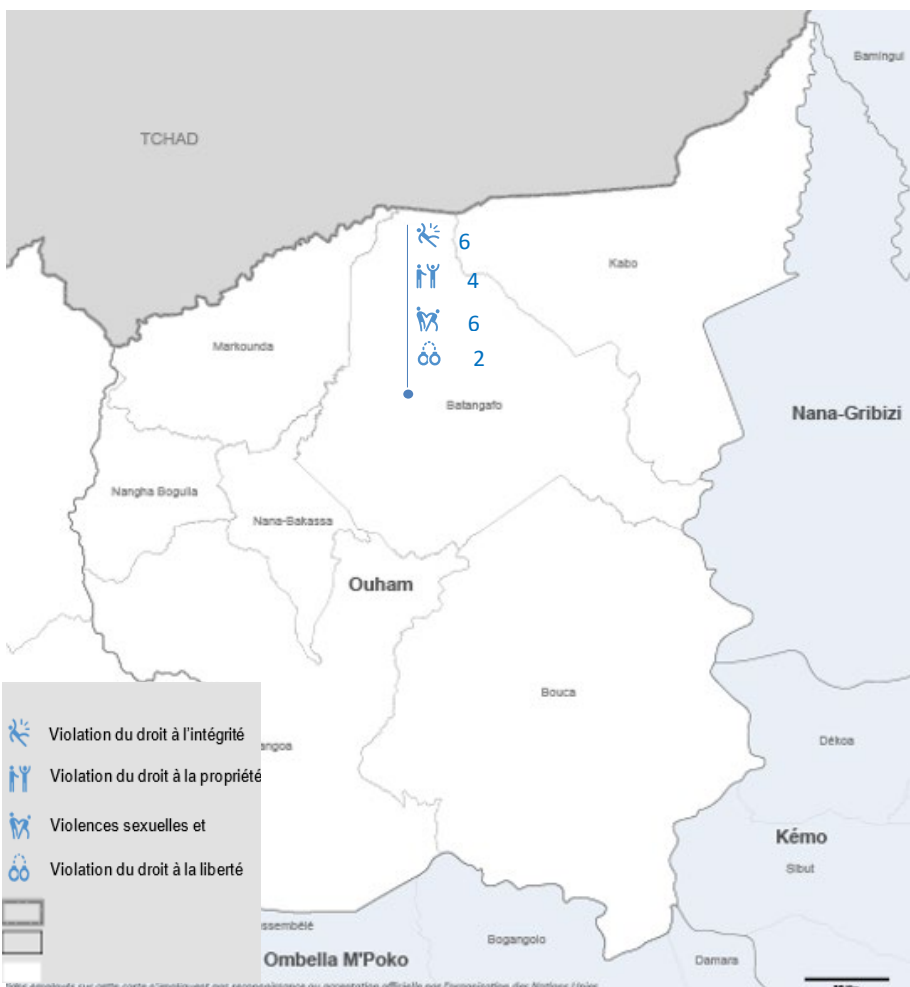 Bamingui
TCHAD
6
Kabo
4
6
Markounda
2
Batangafo
Nana-Gribizi
Nangha Boguila
Nana-Bakassa
Ouham
Bouca
Violation du droit à l'intégrité
angoa
Dékoa
Violation du droit à la propriété
Violences sexuelles et
Kémo
Violation du droit à la liberté
Sibut
ssembélé
Bogangolo
Ombella M'Poko
Damara